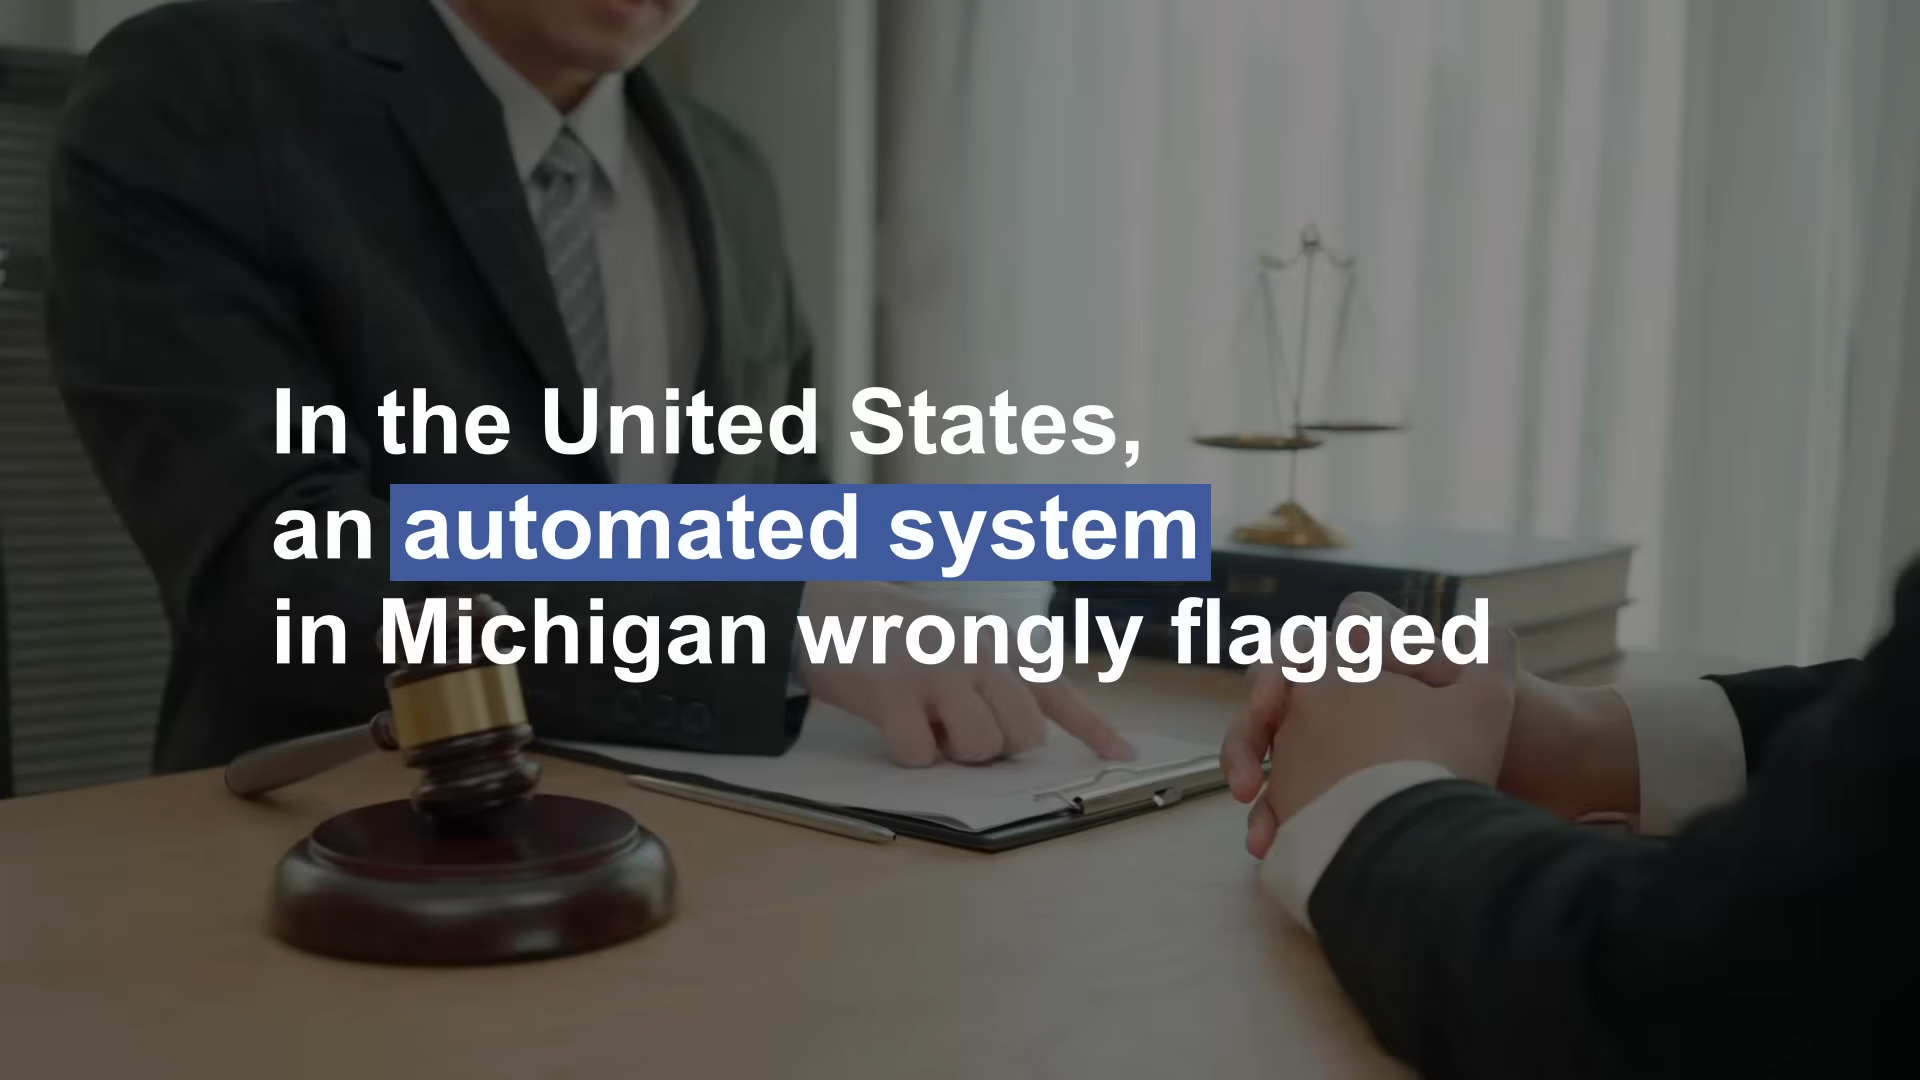 In the United States,
an automated system
in Michigan wrongly flagged